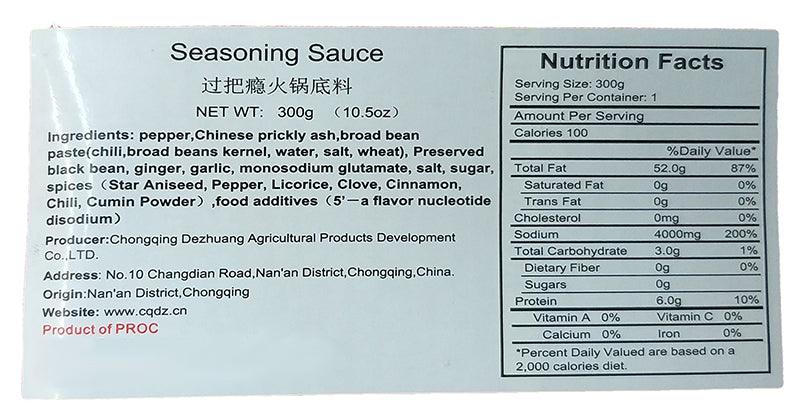 Seasoning Sauce
过把瘾火锅底料
NET WT: 300g （10.5oz）
Ingredients: pepper,Chinese prickly ash,broad bean
paste(chili,broad beans kernel, water, salt, wheat), Preserved
black bean, ginger, garlic, monosodium glutamate, salt, sugar,
spices（Star Aniseed, Pepper, Licorice, Clove, Cinnamon,
Chili, Cumin Powder）,food additives（5’－a flavor nucleotide
disodium）
Producer:Chongqing Dezhuang Agricultural Products Development
Co.,LTD.
Address: No.10 Changdian Road,Nan'an District,Chongqing,China.
Origin:Nan'an District,Chongqing
Website: www.cqdz.cn
Product of PROC
Nutrition Facts
Serving Size: 300g
Serving Per Container: 1
Amount Per Serving
Calories 100
%Daily Value*
Total Fat 52.0g 87%
Saturated Fat 0g 0%
Trans Fat 0g 0%
Cholesterol 0mg 0%
Sodium 4000mg 200%
Total Carbohydrate 3.0g 1%
Dietary Fiber 0g 0%
Sugars 0g
Protein 6.0g 10%
Vitamin A 0% Vitamin C 0%
Calcium 0% Iron 0%
*Percent Daily Valued are based on a
2,000 calories diet.